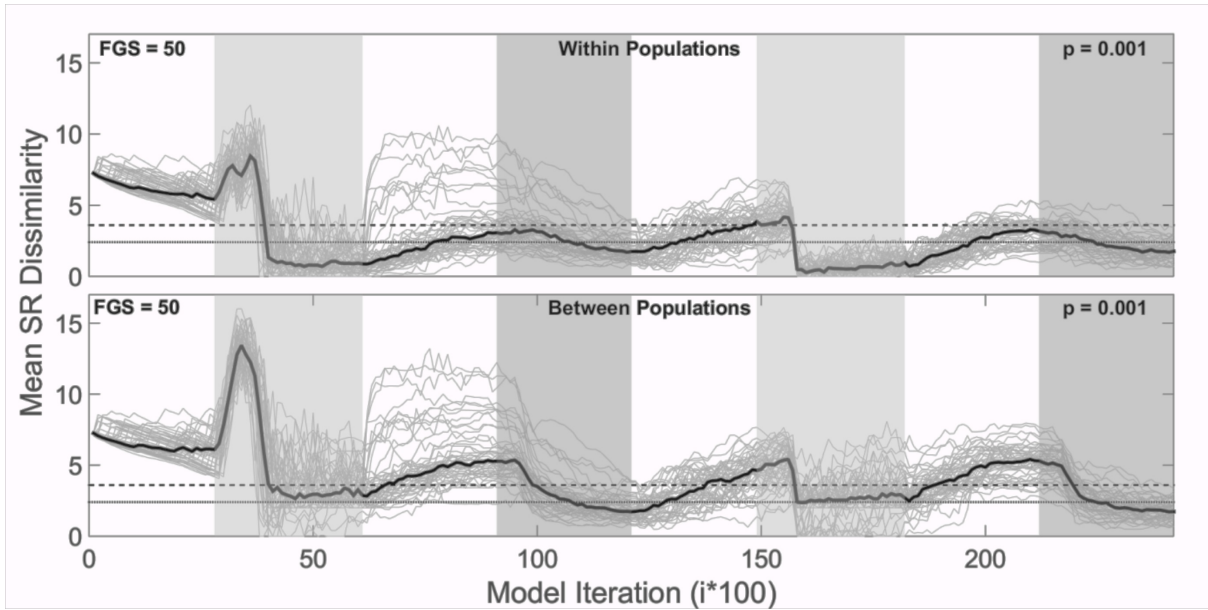 FGS = 50 Within Populations p = 0.001
15
10
5
0
FGS = 50 Between Populations p = 0.001
15
10
5
0
0 50 100 150 200
Mean SR Dissimilarity
Model Iteration (i*100)